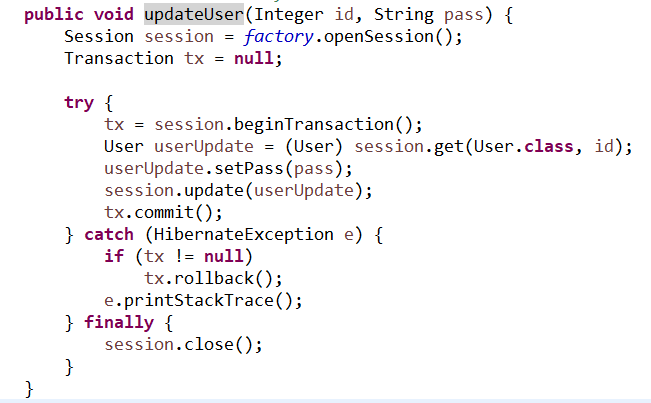 public void updateUser(Integer id, String pass) {
    Session session = factory.openSession();
    Transaction tx = null;

    try {
        tx = session.beginTransaction();
        User userUpdate = (User) session.get(User.class, id);
        userUpdate.setPass(pass);
        session.update(userUpdate);
        tx.commit();
    } catch (HibernateException e) {
        if (tx != null)
            tx.rollback();
        e.printStackTrace();
    } finally {
        session.close();
    }
}